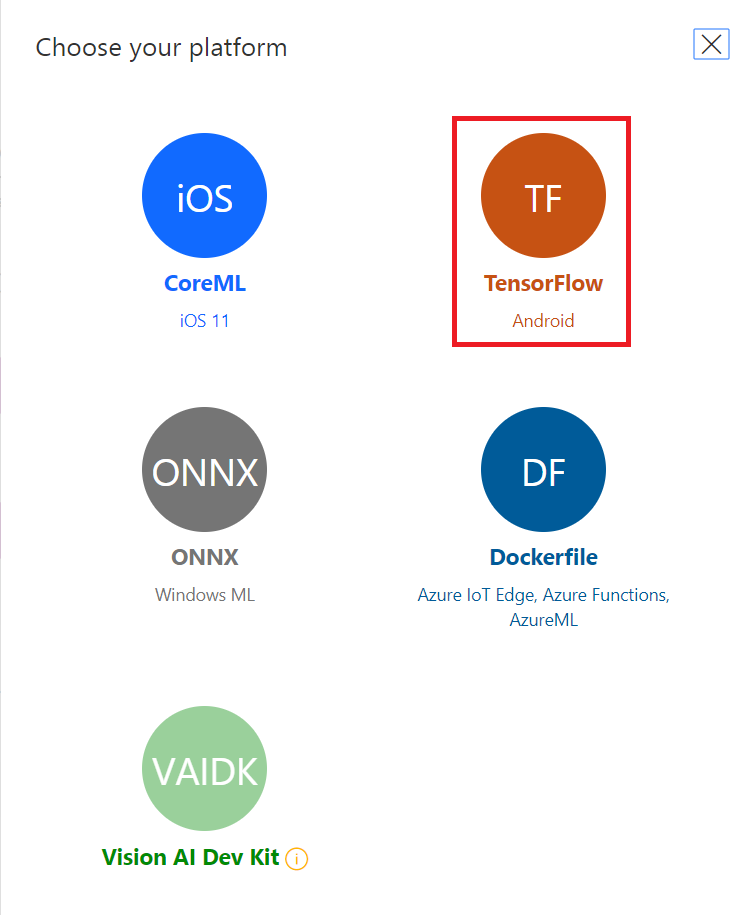 Choose your platform
iOS
CoreML
iOS 11
TF
TensorFlow
Android
ONNX
ONNX
Windows ML
DF
Dockerfile
Azure IoT Edge, Azure Functions,
AzureML
VAIDK
Vision AI Dev Kit